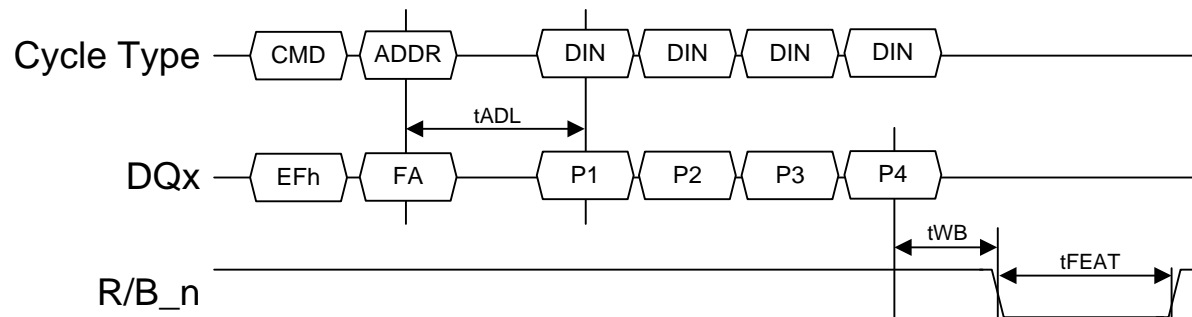 Cycle Type CMD ADDR DIN DIN DIN DIN
tADL
DQx EFh FA P1 P2 P3 P4
tWB
tFEAT
R/B_n